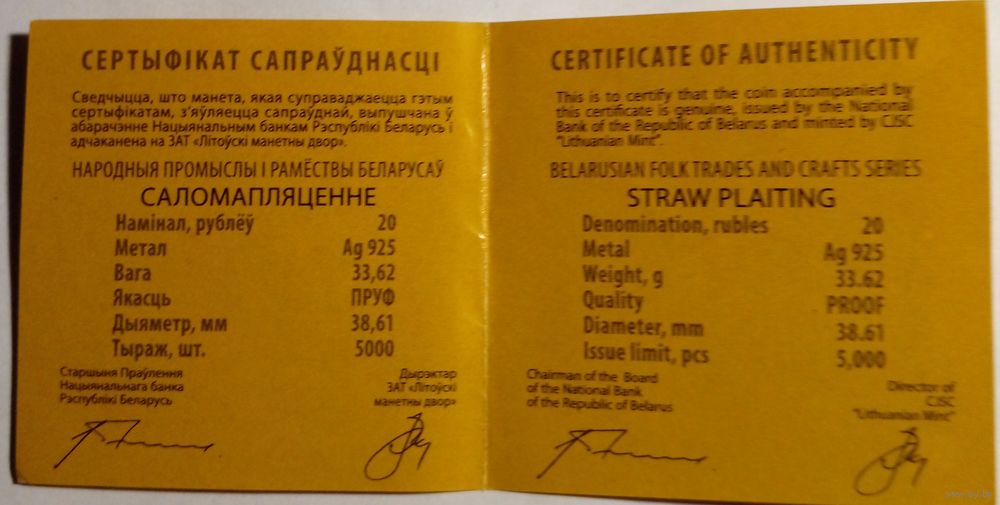 СЕРТЫФІКАТ САПРАЎДНАСЦІ
Сведчыцца, што манета, якая суправаджаецца гэтым
сертыфікатам, з'яўляецца сапраўднай, выпушчана ў
абарачэнне Нацыянальным банкам Рэспублікі Беларусь і
адчаканена на ЗАТ «Літоўскі манетны двор».
НАРОДНЫЯ ПРОМЫСЛЫ І РАМЁСТВЫ БЕЛАРУСАЎ
САЛОМАПЛЯЦЕННЕ
Намінал, рублёў 20
Метал Ag 925
Вага 33,62
Якасць ПРУФ
Дыяметр, мм 38,61
Тыраж, шт. 5000
Старшыня Праўлення
Нацыянальнага банка
Рэспублікі Беларусь
Дырэктар
ЗАТ «Літоўскі
манетны двор»
CERTIFICATE OF AUTHENTICITY
This is to certify that the coin accompanied by
this certificate is genuine, issued by the National
Bank of the Republic of Belarus and minted by CJSC
"Lithuanian Mint".
BELARUSIAN FOLK TRADES AND CRAFTS SERIES
STRAW PLAITING
Denomination, rubles 20
Metal Ag 925
Weight, g 33.62
Quality PROOF
Diameter, mm 38.61
Issue limit, pcs 5,000
Chairman of the Board
of the National Bank
of the Republic of Belarus
Director of
CJSC
"Lithuanian Mint"